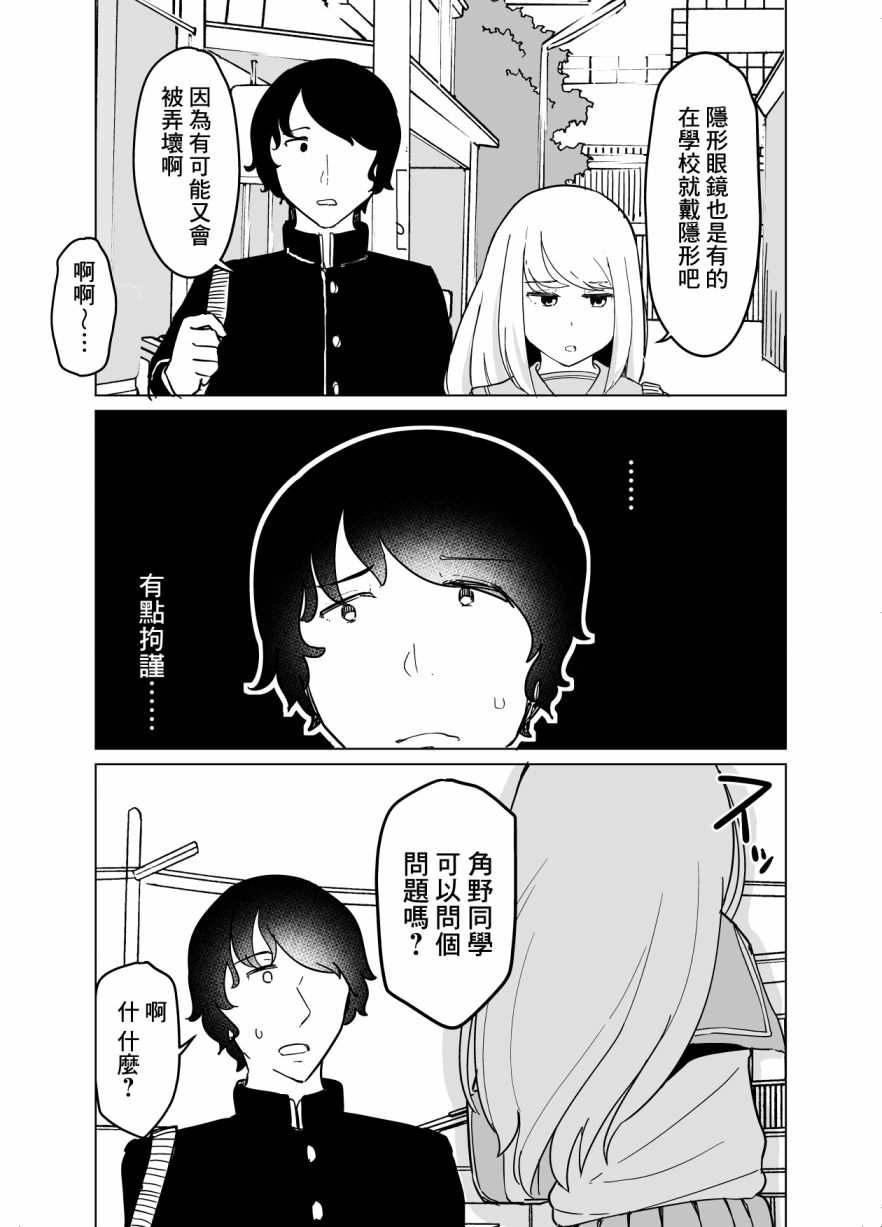 隱形眼鏡也是有的
在學校就戴隱形吧
因為有可能又會
被弄壞啊
啊啊～…
……
有點拘謹……
フッ
角野同學
可以問個
問題嗎?
啊
什什麼?